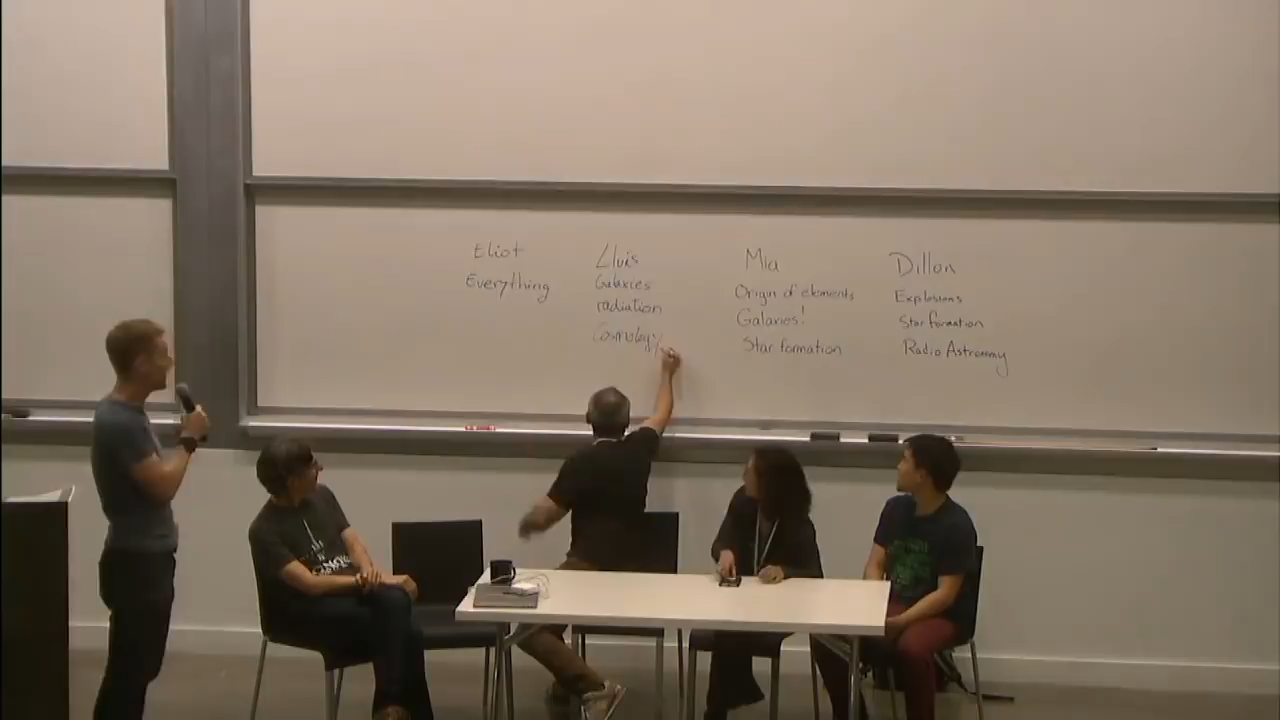 Eliot
Everything
Lluis
Galaxies
radiation
Cosmology
Mia
Origin of elements
Galaxies!
Star formation
Dillon
Explosions
Star formation
Radio Astronomy